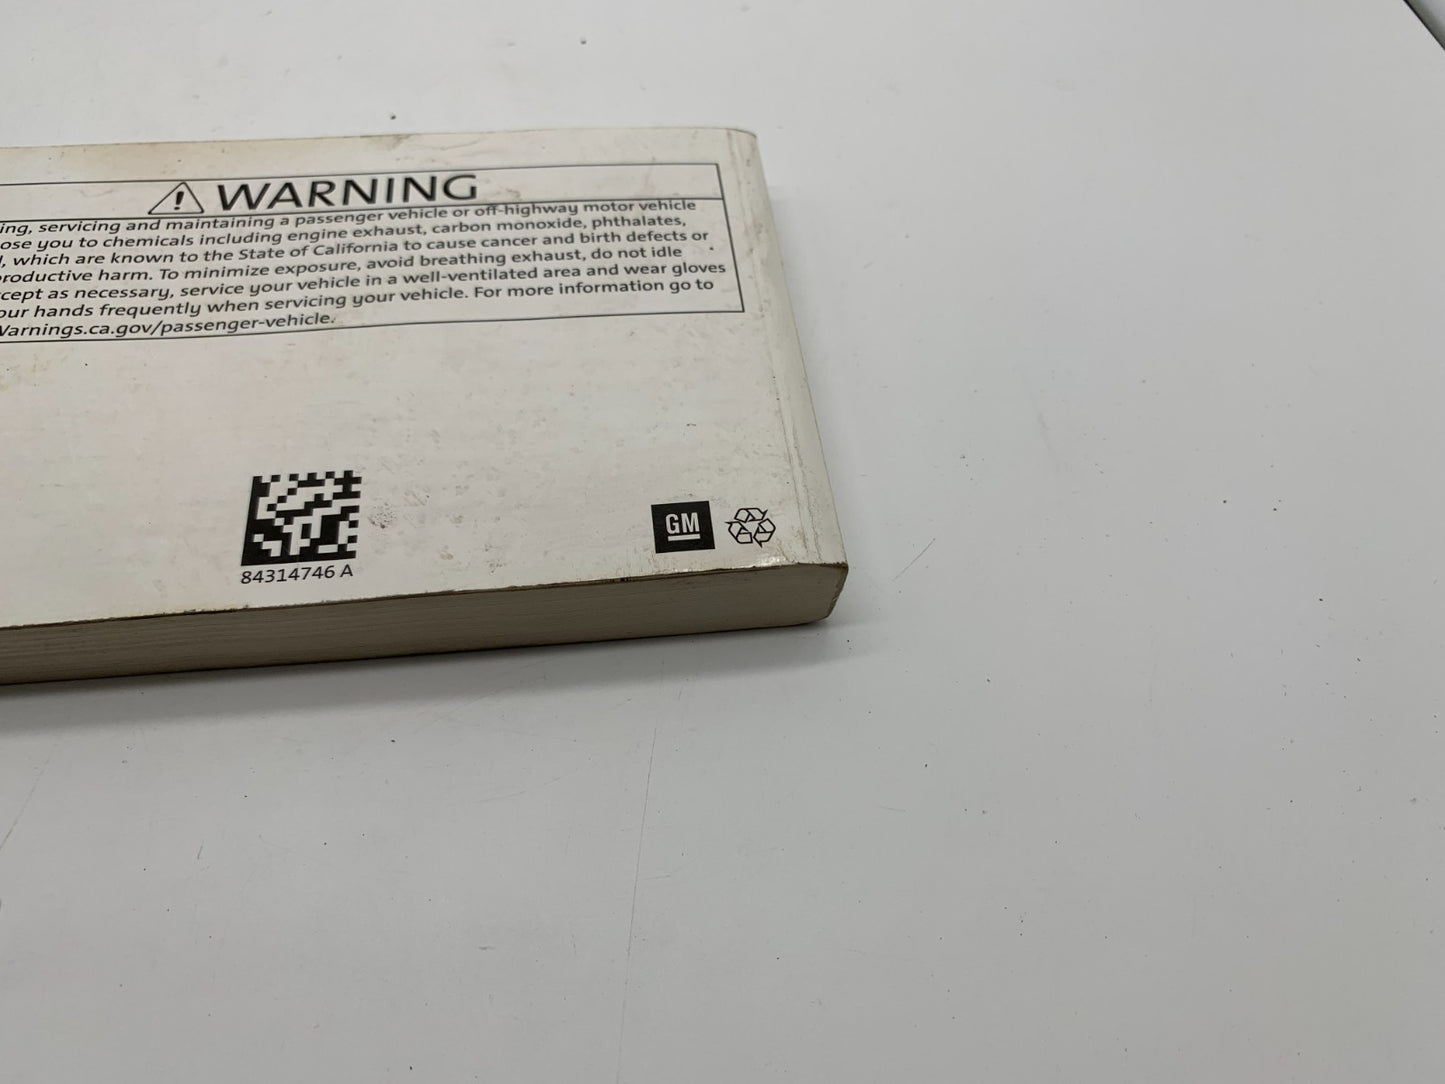 WARNING
ing, servicing and maintaining a passenger vehicle or off-highway motor vehicle
ose you to chemicals including engine exhaust, carbon monoxide, phthalates,
, which are known to the State of California to cause cancer and birth defects or
productive harm. To minimize exposure, avoid breathing exhaust, do not idle
cept as necessary, service your vehicle in a well-ventilated area and wear gloves
our hands frequently when servicing your vehicle. For more information go to
Warnings.ca.gov/passenger-vehicle.
84314746 A
GM